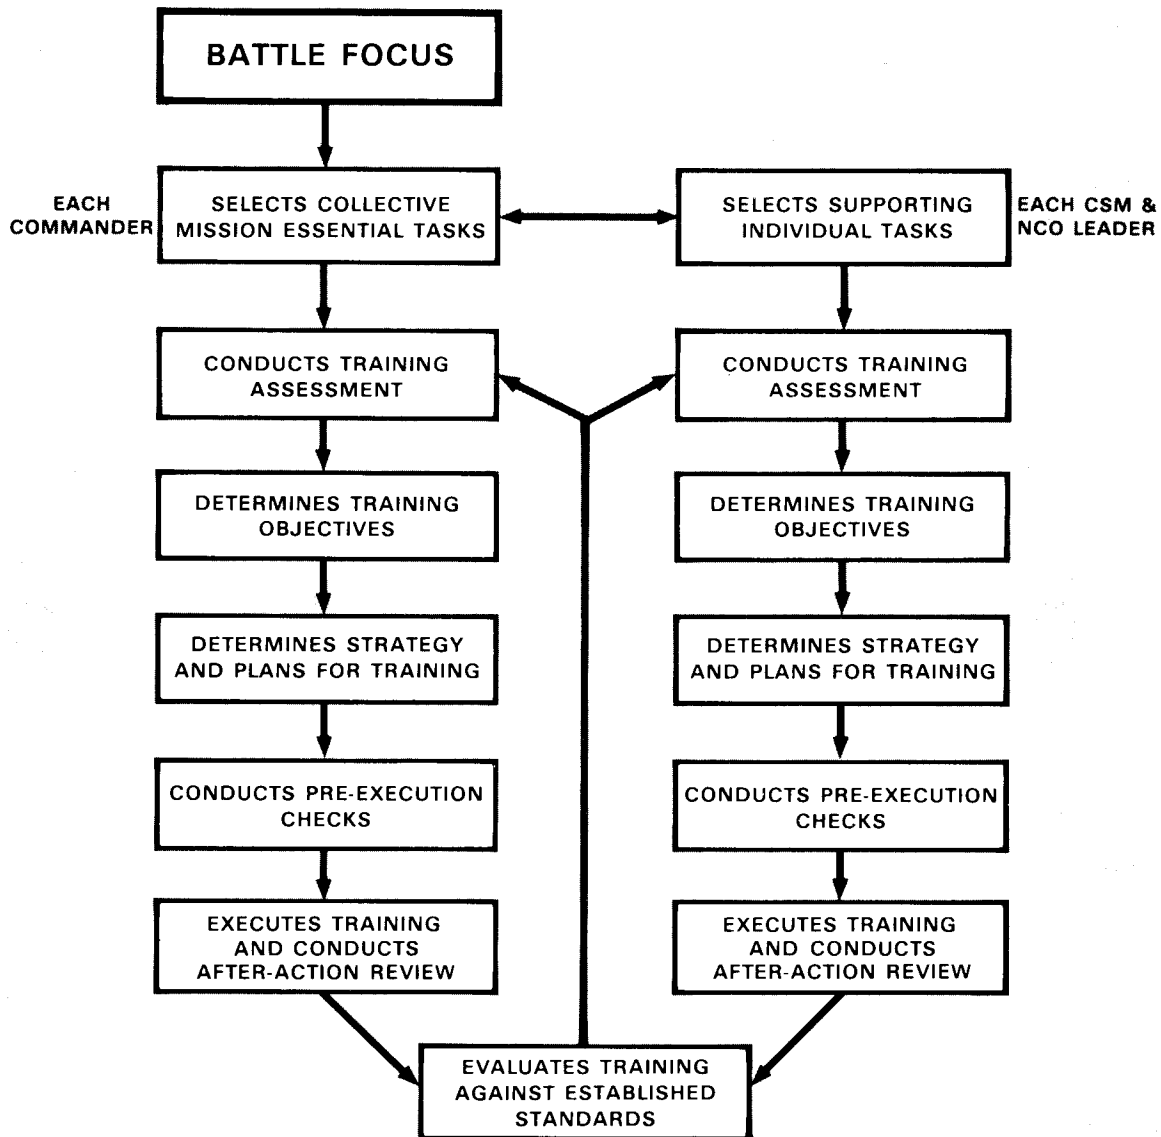 BATTLE FOCUS
EACH
COMMANDER
SELECTS COLLECTIVE
MISSION ESSENTIAL TASKS
SELECTS SUPPORTING
INDIVIDUAL TASKS
EACH CSM &
NCO LEADER
CONDUCTS TRAINING
ASSESSMENT
CONDUCTS TRAINING
ASSESSMENT
DETERMINES TRAINING
OBJECTIVES
DETERMINES TRAINING
OBJECTIVES
DETERMINES STRATEGY
AND PLANS FOR TRAINING
DETERMINES STRATEGY
AND PLANS FOR TRAINING
CONDUCTS PRE-EXECUTION
CHECKS
CONDUCTS PRE-EXECUTION
CHECKS
EXECUTES TRAINING
AND CONDUCTS
AFTER-ACTION REVIEW
EXECUTES TRAINING
AND CONDUCTS
AFTER-ACTION REVIEW
EVALUATES TRAINING
AGAINST ESTABLISHED
STANDARDS